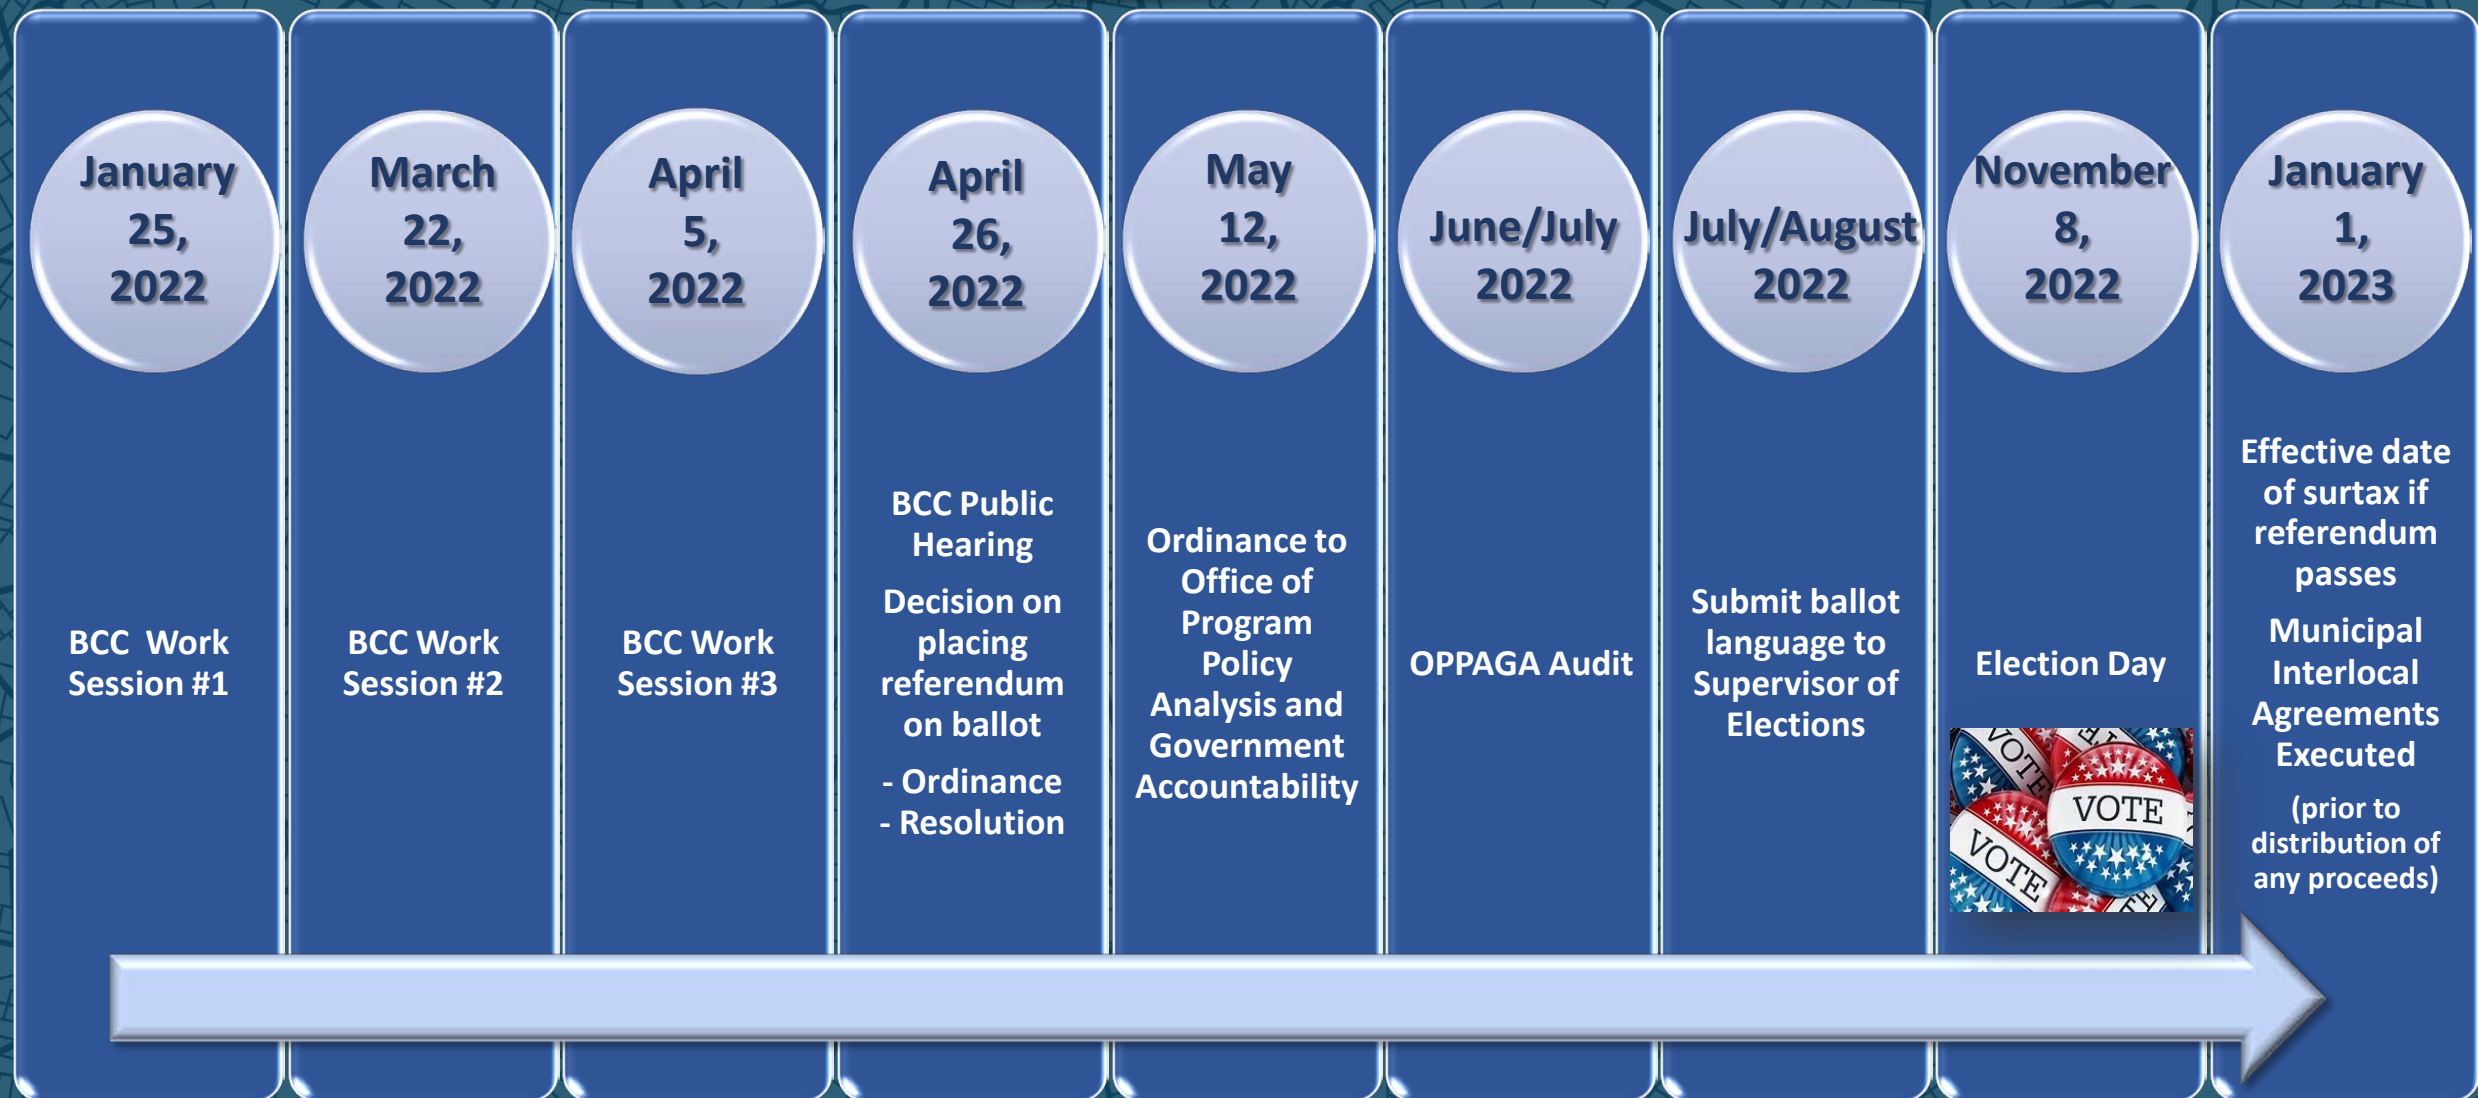 January
25,
2022
BCC Work
Session #1
March
22,
2022
BCC Work
Session #2
April
5,
2022
BCC Work
Session #3
April
26,
2022
BCC Public
Hearing
Decision on
placing
referendum
on ballot
- Ordinance
- Resolution
May
12,
2022
Ordinance to
Office of
Program
Policy
Analysis and
Government
Accountability
June/July
2022
OPPAGA Audit
July/August
2022
Submit ballot
language to
Supervisor of
Elections
November
8,
2022
Election Day
VOTE
VOTE
VOTE
January
1,
2023
Effective date
of surtax if
referendum
passes
Municipal
Interlocal
Agreements
Executed
(prior to
distribution of
any proceeds)